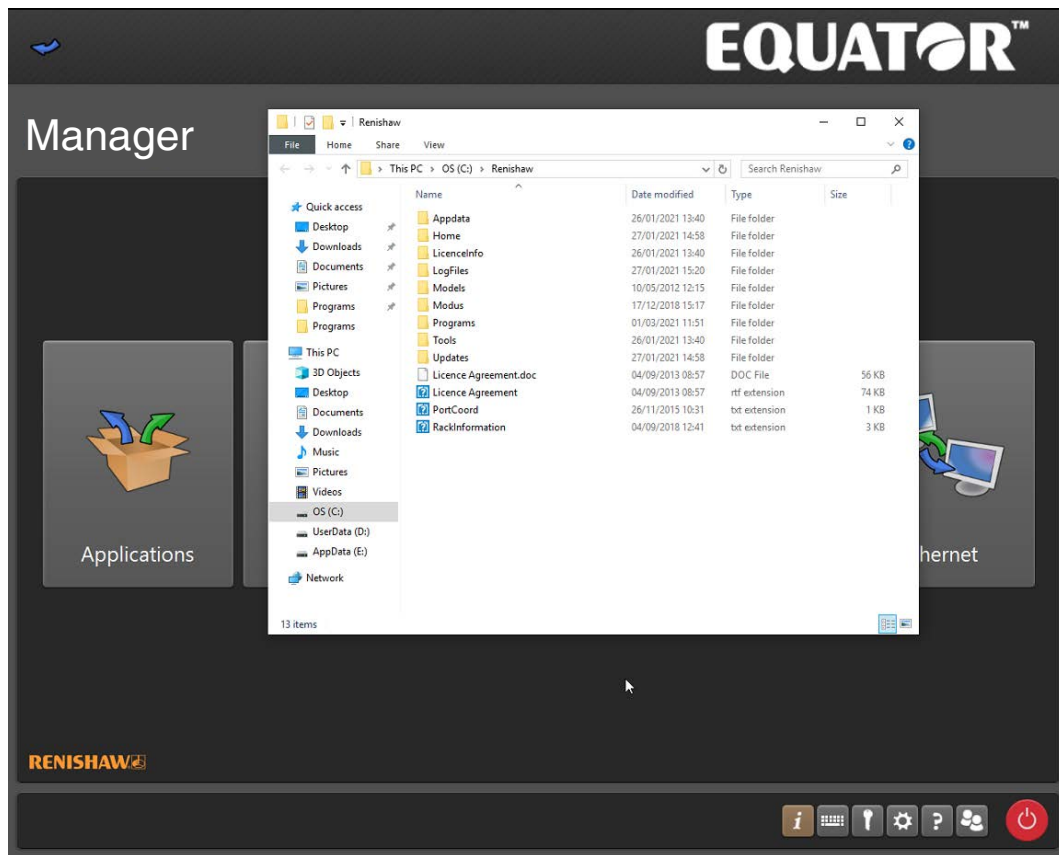 EQUATOR™
Manager
Renishaw
File Home Share View
This PC > OS (C:) > Renishaw
Search Renishaw
Name Date modified Type Size
Quick access
Desktop
Downloads
Documents
Pictures
Programs
Programs
This PC
3D Objects
Desktop
Documents
Downloads
Music
Pictures
Videos
OS (C:)
UserData (D:)
AppData (E:)
Network
Appdata 26/01/2021 13:40 File folder
Home 27/01/2021 14:58 File folder
LicenceInfo 26/01/2021 13:40 File folder
LogFiles 27/01/2021 15:20 File folder
Models 10/05/2012 12:15 File folder
Modus 17/12/2018 15:17 File folder
Programs 01/03/2021 11:51 File folder
Tools 26/01/2021 13:40 File folder
Updates 27/01/2021 14:58 File folder
Licence Agreement.doc 04/09/2013 08:57 DOC File 56 KB
Licence Agreement 04/09/2013 08:57 rtf extension 74 KB
PortCoord 26/11/2015 10:31 txt extension 1 KB
RackInformation 04/09/2018 12:41 txt extension 3 KB
13 items
Applications
hernet
RENISHAW
i
?